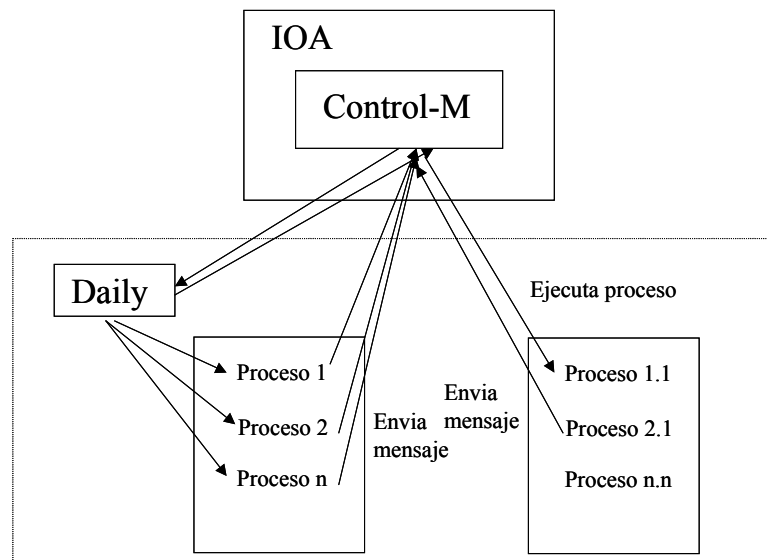 IOA
Control-M
Daily
Ejecuta proceso
Proceso 1
Proceso 2
Proceso n
Envia
mensaje
Envia
mensaje
Proceso 1.1
Proceso 2.1
Proceso n.n